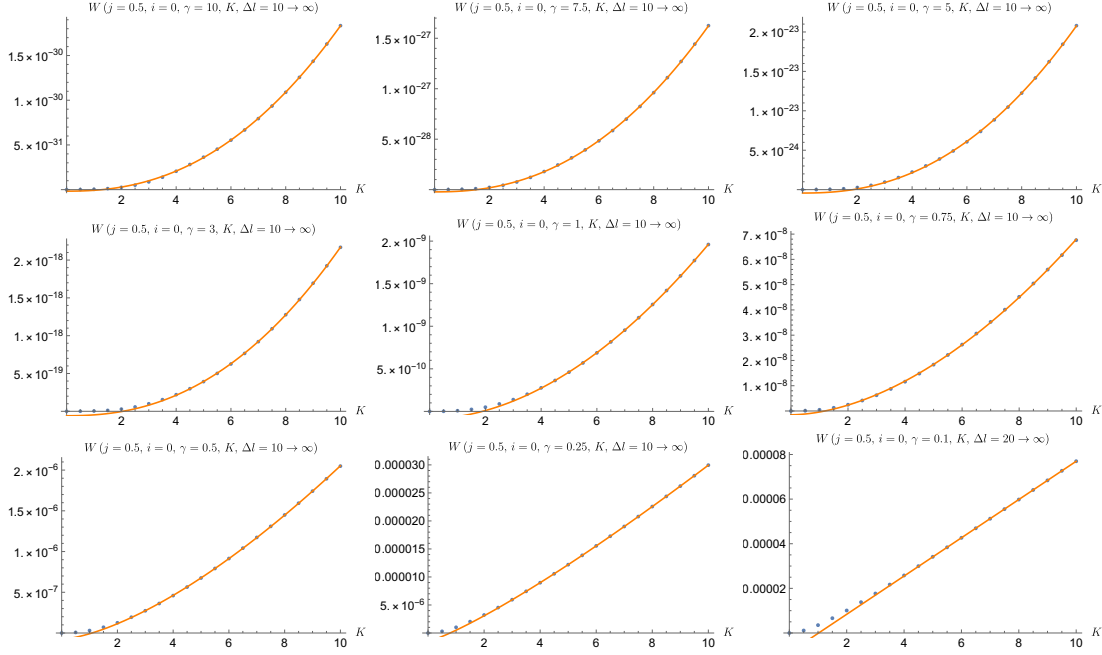 W (j = 0.5, i = 0, γ = 10, K, Δl = 10 → ∞)
1.5 × 10^-30
1. × 10^-30
5. × 10^-31
2 4 6 8 10 K
W (j = 0.5, i = 0, γ = 7.5, K, Δl = 10 → ∞)
1.5 × 10^-27
1. × 10^-27
5. × 10^-28
2 4 6 8 10 K
W (j = 0.5, i = 0, γ = 5, K, Δl = 10 → ∞)
2. × 10^-23
1.5 × 10^-23
1. × 10^-23
5. × 10^-24
2 4 6 8 10 K
W (j = 0.5, i = 0, γ = 3, K, Δl = 10 → ∞)
2. × 10^-18
1.5 × 10^-18
1. × 10^-18
5. × 10^-19
2 4 6 8 10 K
W (j = 0.5, i = 0, γ = 1, K, Δl = 10 → ∞)
2. × 10^-9
1.5 × 10^-9
1. × 10^-9
5. × 10^-10
2 4 6 8 10 K
W (j = 0.5, i = 0, γ = 0.75, K, Δl = 10 → ∞)
7. × 10^-8
6. × 10^-8
5. × 10^-8
4. × 10^-8
3. × 10^-8
2. × 10^-8
1. × 10^-8
2 4 6 8 10 K
W (j = 0.5, i = 0, γ = 0.5, K, Δl = 10 → ∞)
2. × 10^-6
1.5 × 10^-6
1. × 10^-6
5. × 10^-7
2 4 6 8 10 K
W (j = 0.5, i = 0, γ = 0.25, K, Δl = 10 → ∞)
0.000030
0.000025
0.000020
0.000015
0.000010
5. × 10^-6
2 4 6 8 10 K
W (j = 0.5, i = 0, γ = 0.1, K, Δl = 20 → ∞)
0.00008
0.00006
0.00004
0.00002
2 4 6 8 10 K